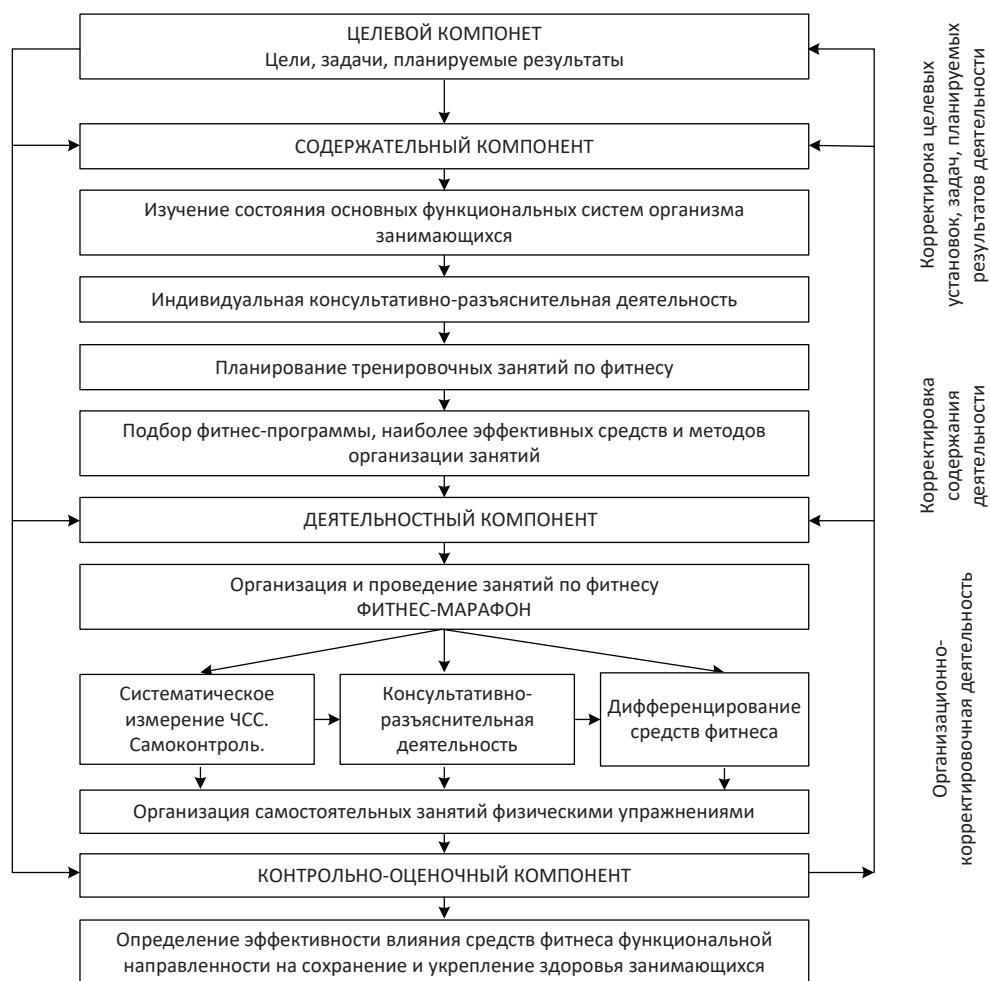 ЦЕЛЕВОЙ КОМПОНЕТ
Цели, задачи, планируемые результаты
СОДЕРЖАТЕЛЬНЫЙ КОМПОНЕНТ
Изучение состояния основных функциональных систем организма
занимающихся
Индивидуальная консультативно-разъяснительная деятельность
Планирование тренировочных занятий по фитнесу
Подбор фитнес-программы, наиболее эффективных средств и методов
организации занятий
ДЕЯТЕЛЬНОСТНЫЙ КОМПОНЕНТ
Организация и проведение занятий по фитнесу
ФИТНЕС-МАРАФОН
Систематическое
измерение ЧСС.
Самоконтроль.
Консультативно-
разъяснительная
деятельность
Дифференцирование
средств фитнеса
Организация самостоятельных занятий физическими упражнениями
КОНТРОЛЬНО-ОЦЕНОЧНЫЙ КОМПОНЕНТ
Определение эффективности влияния средств фитнеса функциональной
направленности на сохранение и укрепление здоровья занимающихся
Корректирока целевых
установок, задач, планируемых
результатов деятельности
Корректировка
содержания
деятельности
Организационно-
корректировочная деятельность